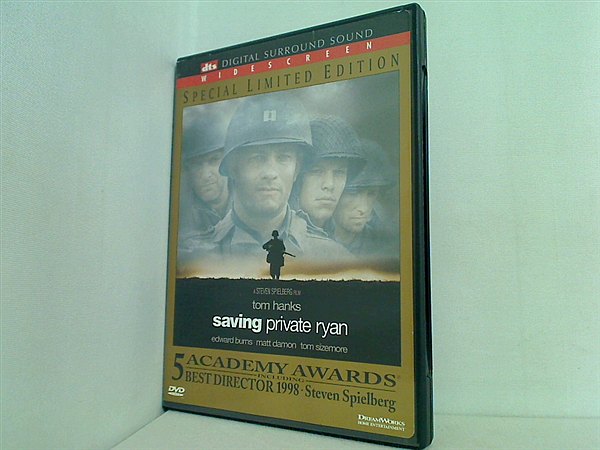 dts DIGITAL SURROUND SOUND
WIDESCREEN
SPECIAL LIMITED EDITION
A STEVEN SPIELBERG FILM
tom hanks
saving private ryan
edward burns matt damon tom sizemore
5 ACADEMY AWARDS®
INCLUDING
BEST DIRECTOR 1998 - Steven Spielberg
DVD
VIDEO
DREAMWORKS
HOME ENTERTAINMENT